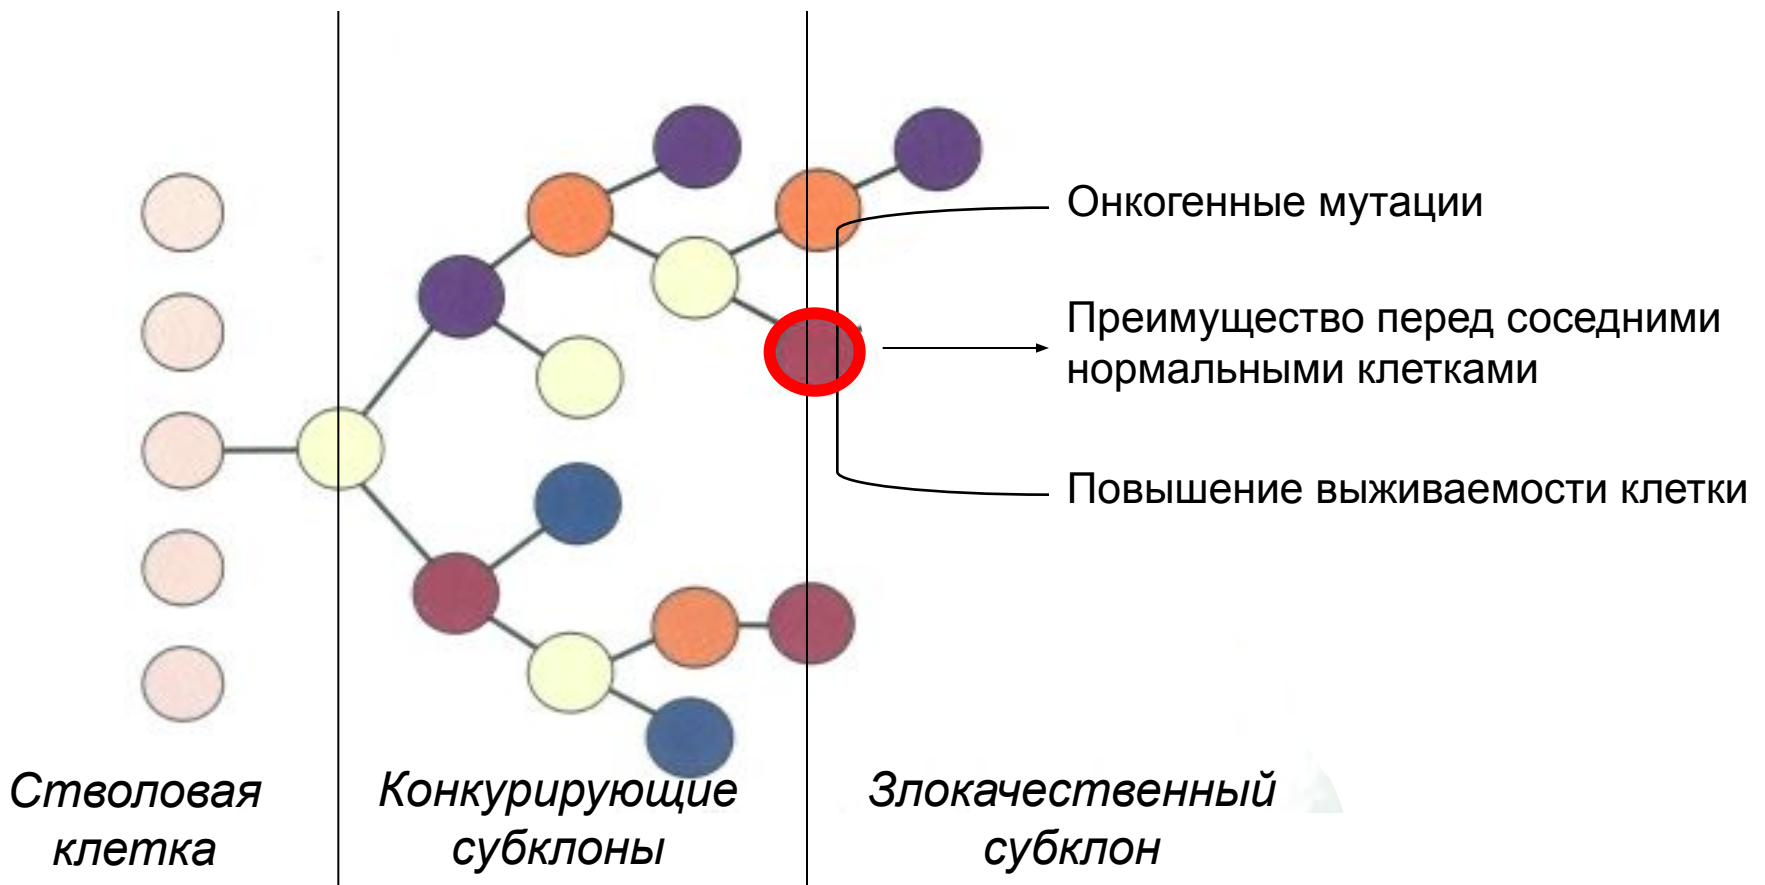 Онкогенные мутации
Преимущество перед соседними
нормальными клетками
Повышение выживаемости клетки
Стволовая
клетка
Конкурирующие
субклоны
Злокачественный
субклон